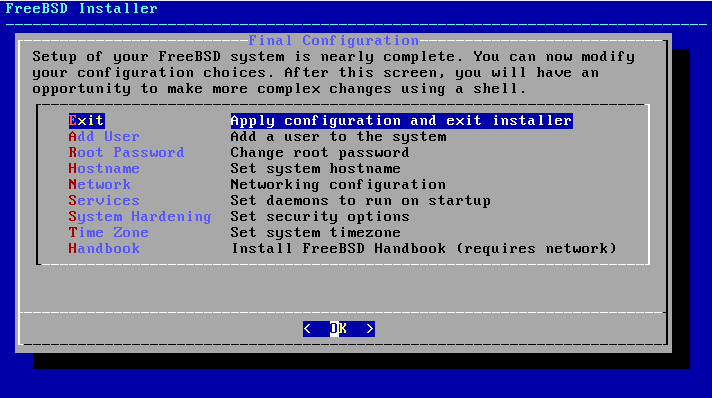 FreeBSD Installer
Final Configuration
Setup of your FreeBSD system is nearly complete. You can now modify
your configuration choices. After this screen, you will have an
opportunity to make more complex changes using a shell.
Exit Apply configuration and exit installer
Add User Add a user to the system
Root Password Change root password
Hostname Set system hostname
Network Networking configuration
Services Set daemons to run on startup
System Hardening Set security options
Time Zone Set system timezone
Handbook Install FreeBSD Handbook (requires network)
< OK >